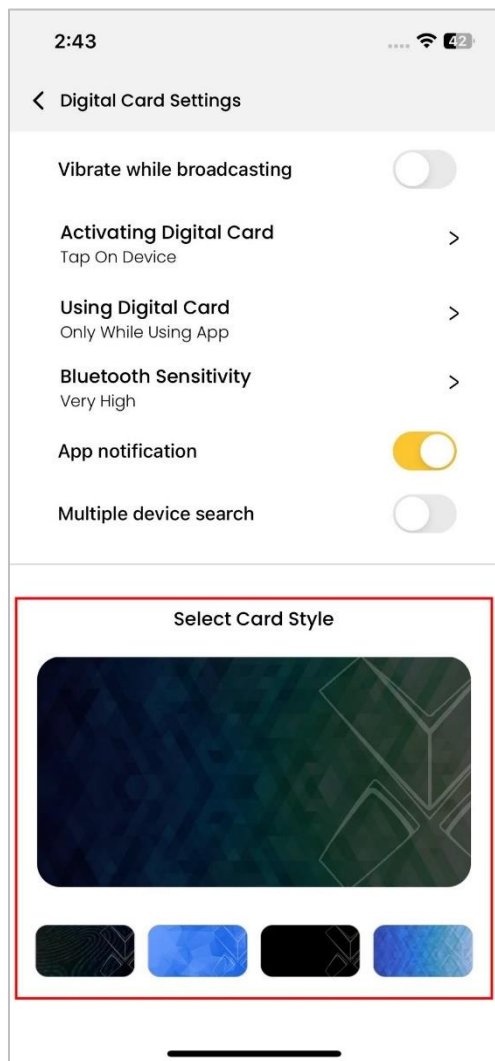 2:43
42
Digital Card Settings
Vibrate while broadcasting
Activating Digital Card
>
Tap On Device
Using Digital Card
>
Only While Using App
Bluetooth Sensitivity
>
Very High
App notification
Multiple device search
Select Card Style